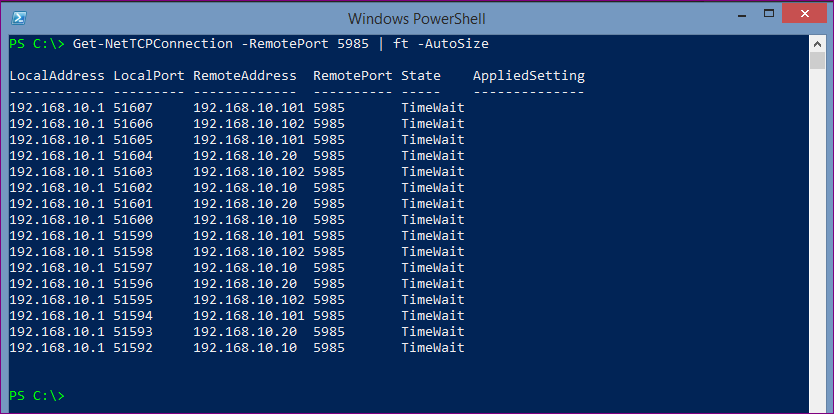 Windows PowerShell
PS C:\> Get-NetTCPConnection -RemotePort 5985 | ft -AutoSize
LocalAddress LocalPort RemoteAddress  RemotePort State    AppliedSetting
------------ --------- -------------  ---------- -----    --------------
192.168.10.1 51607     192.168.10.101 5985       TimeWait
192.168.10.1 51606     192.168.10.102 5985       TimeWait
192.168.10.1 51605     192.168.10.101 5985       TimeWait
192.168.10.1 51604     192.168.10.20  5985       TimeWait
192.168.10.1 51603     192.168.10.102 5985       TimeWait
192.168.10.1 51602     192.168.10.10  5985       TimeWait
192.168.10.1 51601     192.168.10.20  5985       TimeWait
192.168.10.1 51600     192.168.10.10  5985       TimeWait
192.168.10.1 51599     192.168.10.101 5985       TimeWait
192.168.10.1 51598     192.168.10.102 5985       TimeWait
192.168.10.1 51597     192.168.10.10  5985       TimeWait
192.168.10.1 51596     192.168.10.20  5985       TimeWait
192.168.10.1 51595     192.168.10.102 5985       TimeWait
192.168.10.1 51594     192.168.10.101 5985       TimeWait
192.168.10.1 51593     192.168.10.20  5985       TimeWait
192.168.10.1 51592     192.168.10.10  5985       TimeWait
PS C:\>